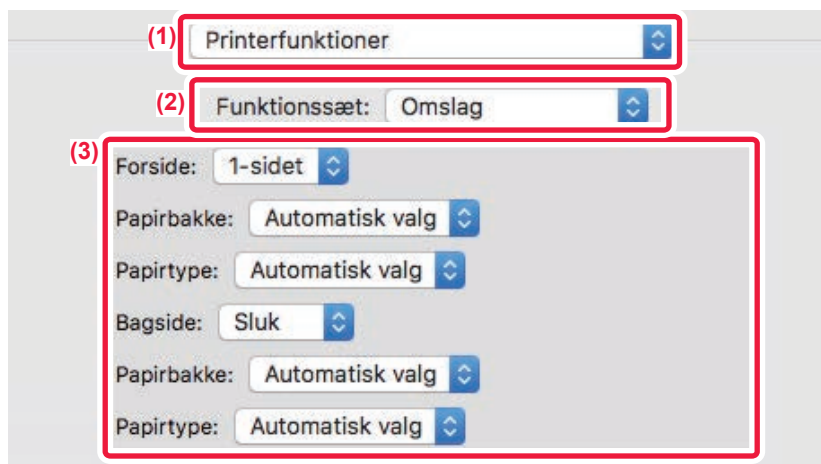 (1) Printerfunktioner
(2) Funktionssæt: Omslag
(3)
Forside: 1-sidet
Papirbakke: Automatisk valg
Papirtype: Automatisk valg
Bagside: Sluk
Papirbakke: Automatisk valg
Papirtype: Automatisk valg